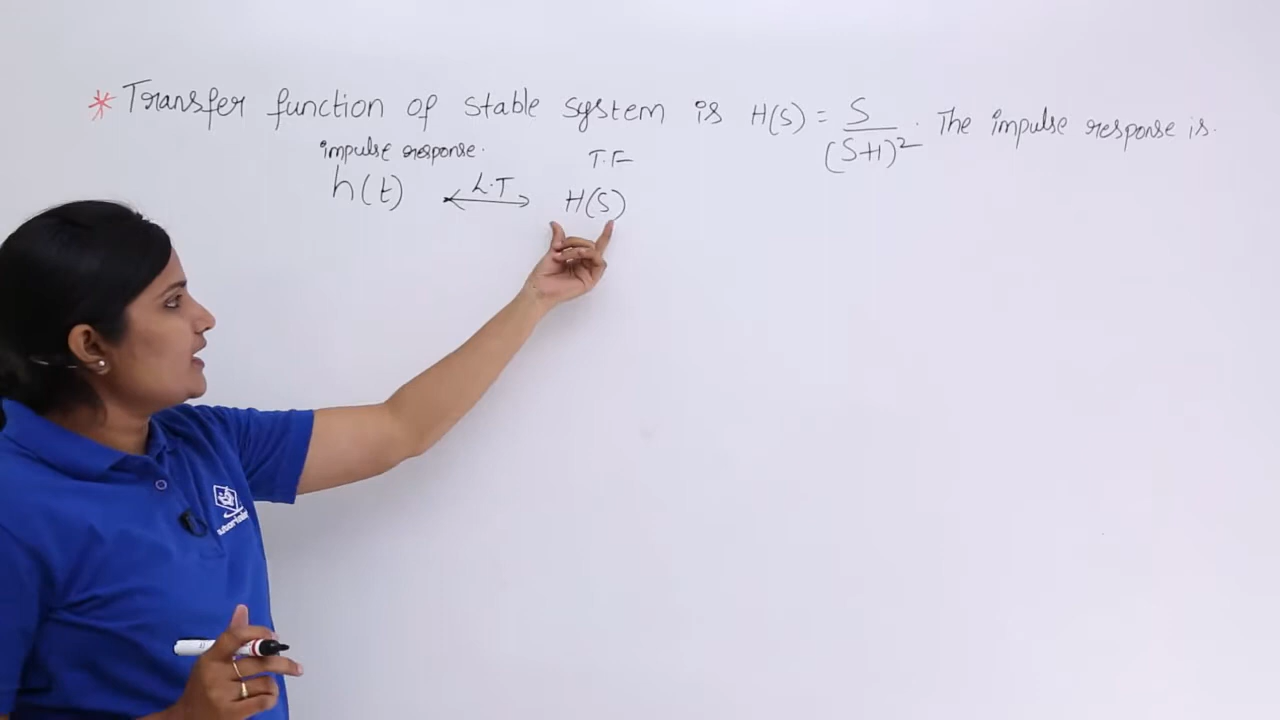 * Transfer function of stable system is H(S) = S / (S+1)². The impulse response is.
impulse response. T.F
h(t) ⟷ L.T H(S)